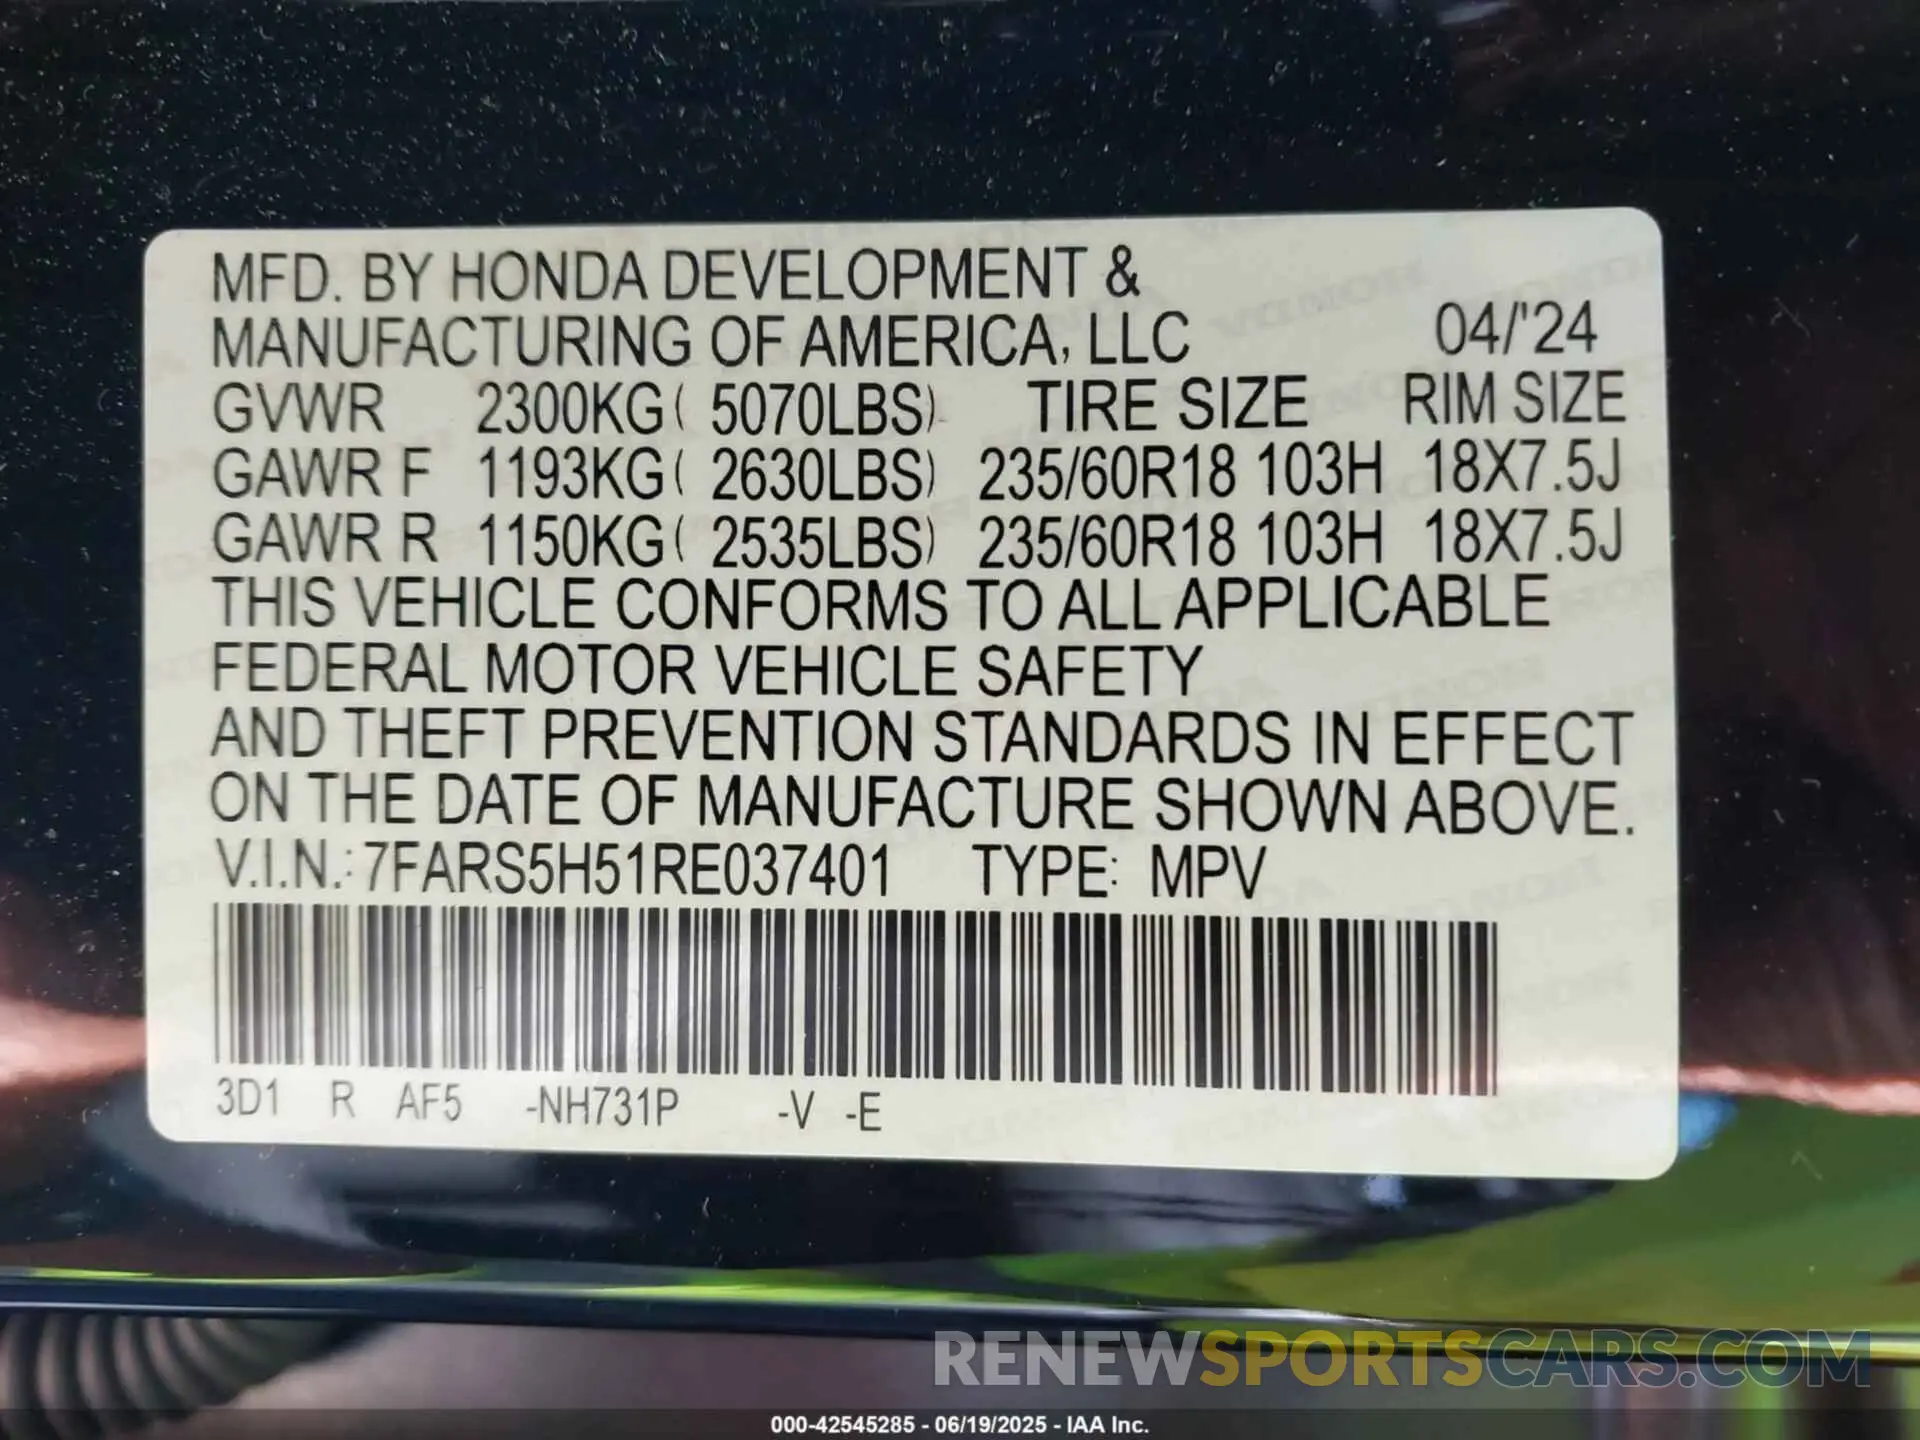 MFD. BY HONDA DEVELOPMENT &
MANUFACTURING OF AMERICA, LLC 04/'24
GVWR 2300KG( 5070LBS) TIRE SIZE RIM SIZE
GAWR F 1193KG( 2630LBS) 235/60R18 103H 18X7.5J
GAWR R 1150KG( 2535LBS) 235/60R18 103H 18X7.5J
THIS VEHICLE CONFORMS TO ALL APPLICABLE
FEDERAL MOTOR VEHICLE SAFETY
AND THEFT PREVENTION STANDARDS IN EFFECT
ON THE DATE OF MANUFACTURE SHOWN ABOVE.
V.I.N.: 7FARS5H51RE037401 TYPE: MPV
3D1 R AF5 -NH731P -V -E
RENEWSPORTSCARS.COM
000-42545285 - 06/19/2025 - IAA Inc.